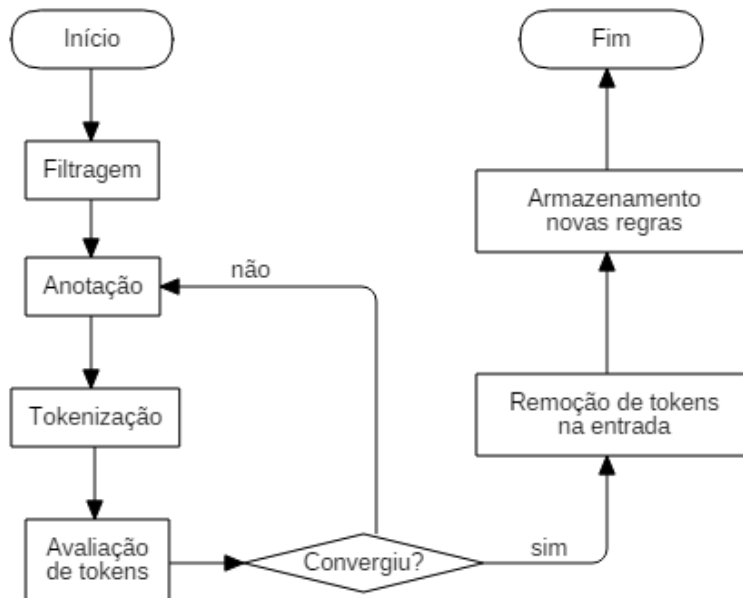 Início
Filtragem
Anotação
não
Tokenização
Avaliação
de tokens
Convergiu?
sim
Remoção de tokens
na entrada
Armazenamento
novas regras
Fim